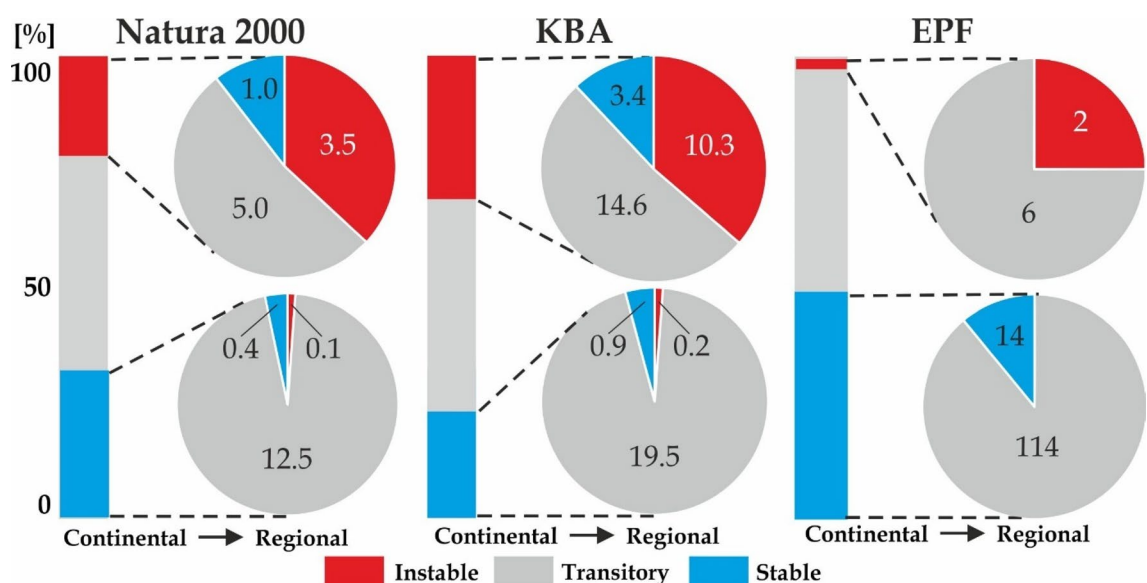 [%]
Natura 2000
KBA
EPF
100
50
0
1.0
3.5
5.0
0.4
0.1
12.5
3.4
10.3
14.6
0.9
0.2
19.5
2
6
14
114
Continental → Regional
Continental → Regional
Continental → Regional
Instable
Transitory
Stable